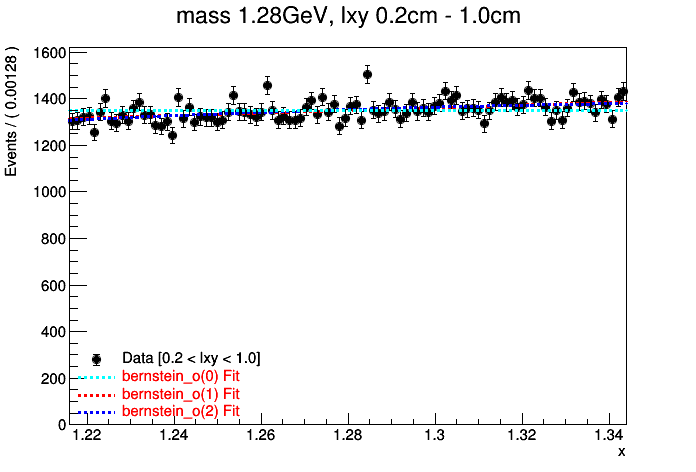 mass 1.28GeV, lxy 0.2cm - 1.0cm
Events / ( 0.00128 )
1600
1400
1200
1000
800
600
400
200
0
Data [0.2 < lxy < 1.0]
bernstein_o(0) Fit
bernstein_o(1) Fit
bernstein_o(2) Fit
1.22 1.24 1.26 1.28 1.3 1.32 1.34
x